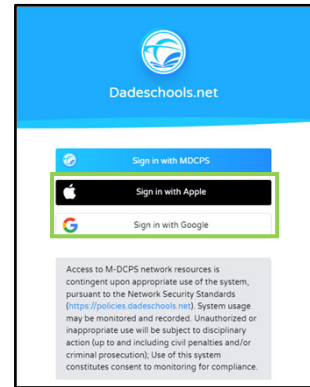 Dadeschools.net
Sign in with MDCPS
Sign in with Apple
Sign in with Google
Access to M-DCPS network resources is
contingent upon appropriate use of the system,
pursuant to the Network Security Standards
(https://policies.dadeschools.net). System usage
may be monitored and recorded. Unauthorized or
inappropriate use will be subject to disciplinary
action (up to and including civil penalties and/or
criminal prosecution); Use of this system
constitutes consent to monitoring for compliance.